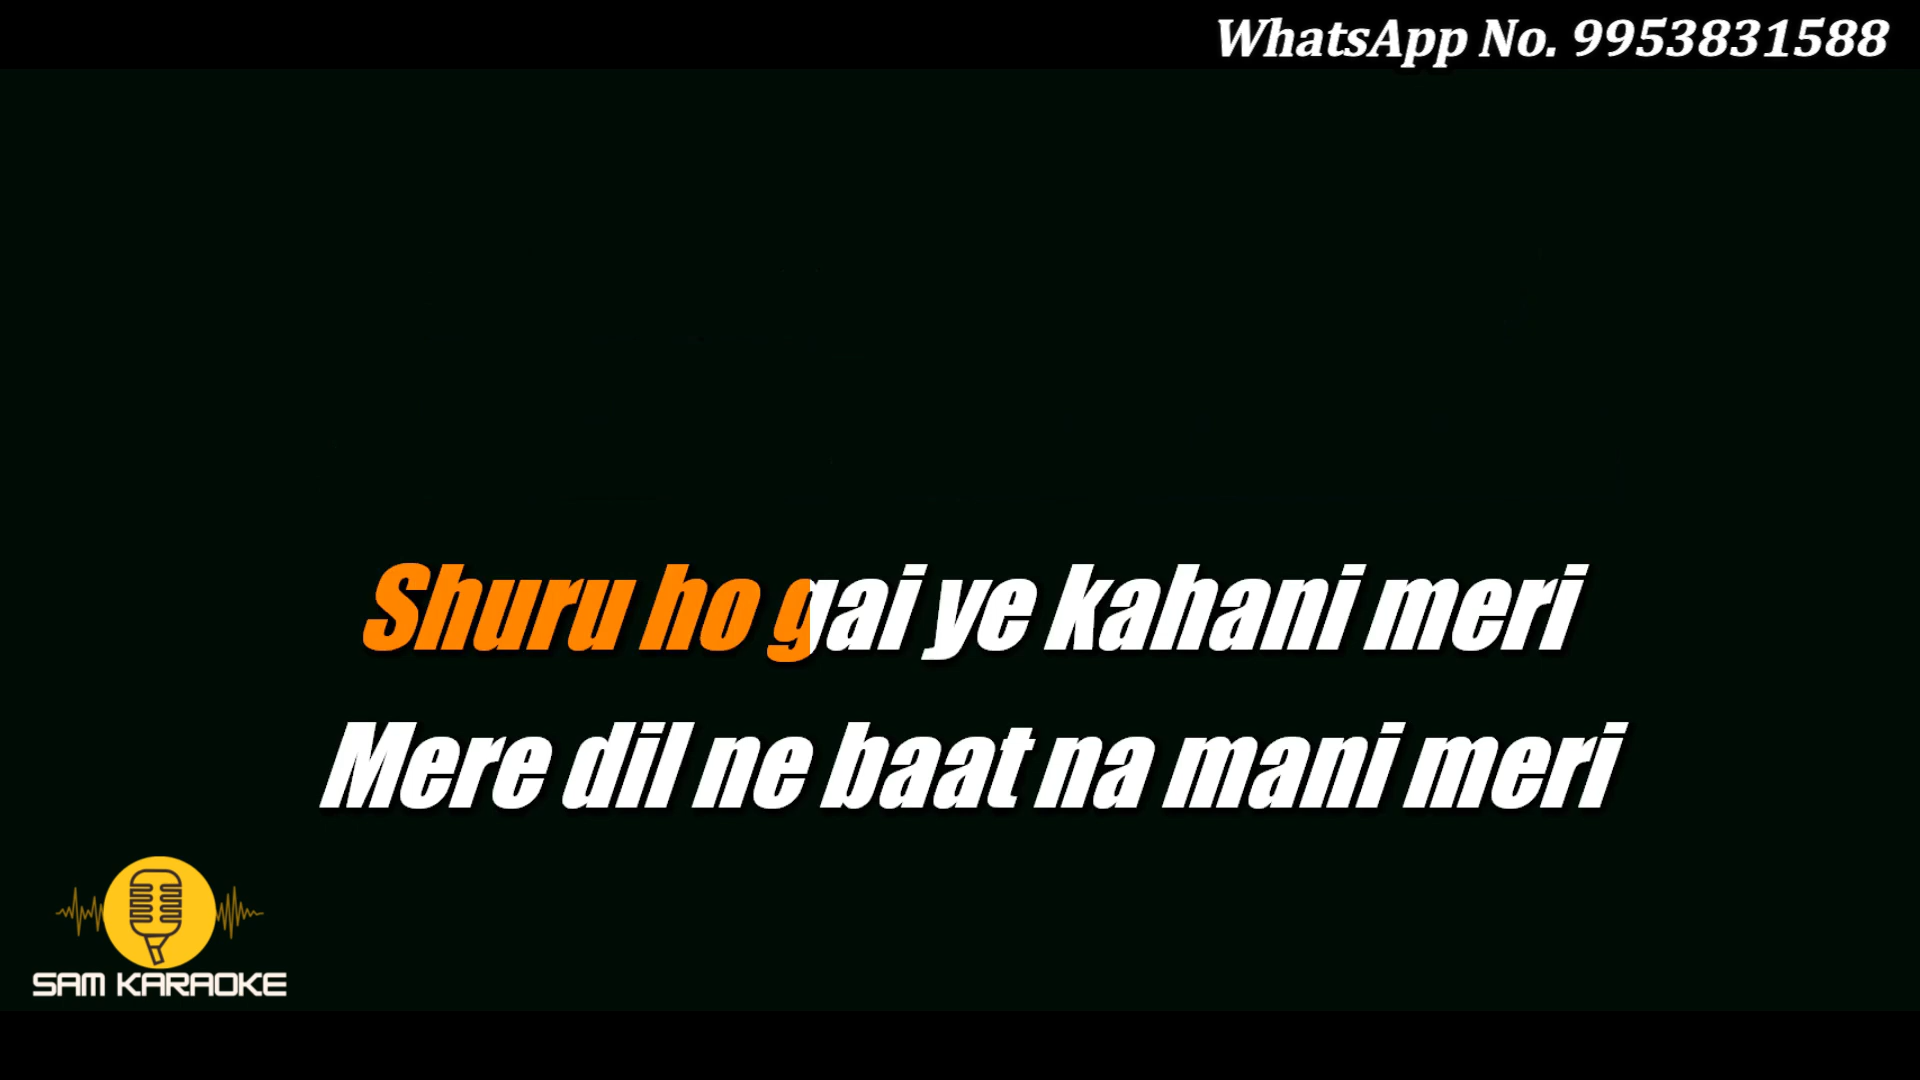 WhatsApp No. 9953831588
Shuru ho gai ye kahani meri
Mere dil ne baat na mani meri
SAM KARAOKE